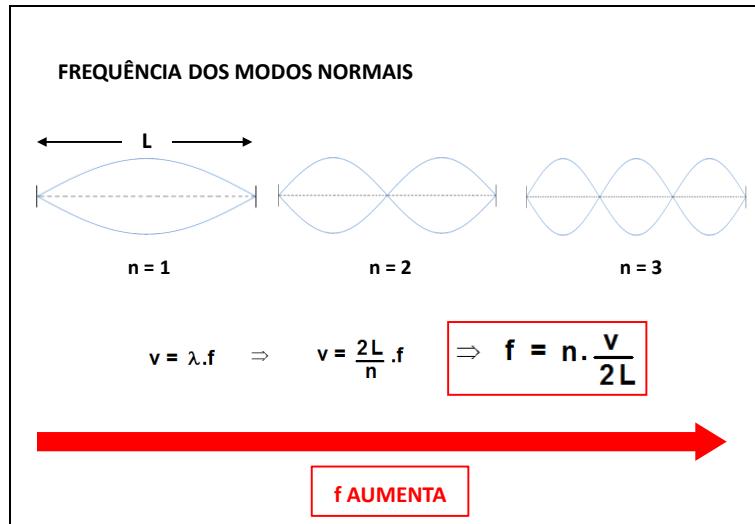 FREQUÊNCIA DOS MODOS NORMAIS
L
n = 1 n = 2 n = 3
v = λ.f ⇒ v = 2L/n .f ⇒ f = n. v/2L
f AUMENTA